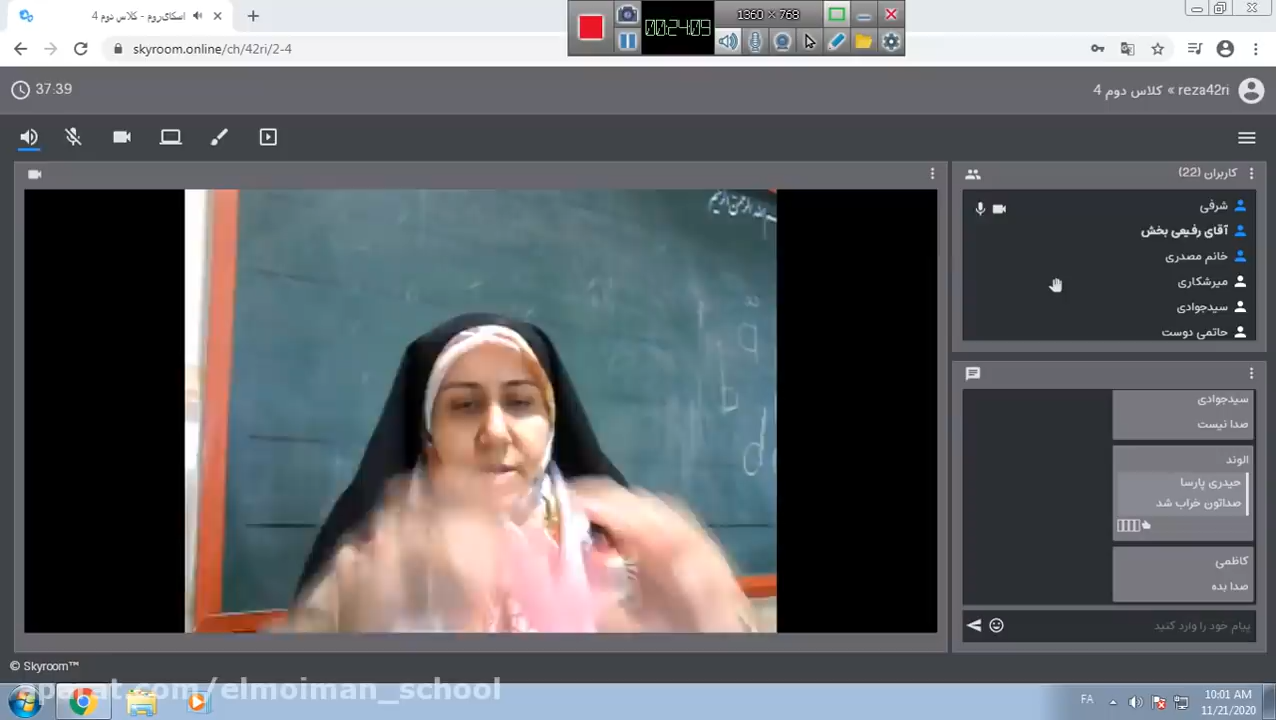 اسکای‌روم - کلاس دوم 4
00:24:09
1360 × 768
skyroom.online/ch/42ri/2-4
37:39
reza42ri » کلاس دوم 4
کاربران (22)
شرفی
آقای رفیعی بخش
خانم مصدری
میرشکاری
سیدجوادی
حاتمی دوست
a
b
d
سیدجوادی
صدا نیست
الوند
حیدری پارسا
صداتون خراب شد
کاظمی
صدا بده
پیام خود را وارد کنید
© Skyroom™
aparat.com/elmoiman_school
FA
10:01 AM
11/21/2020